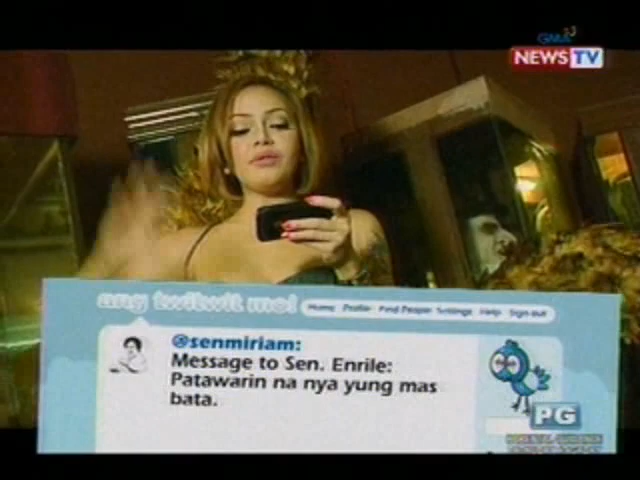 GMA
NEWS TV
ang twitwit mo!
Home Profile Find People Settings Help Sign out
@senmiriam:
Message to Sen. Enrile:
Patawarin na nya yung mas
bata.
PG